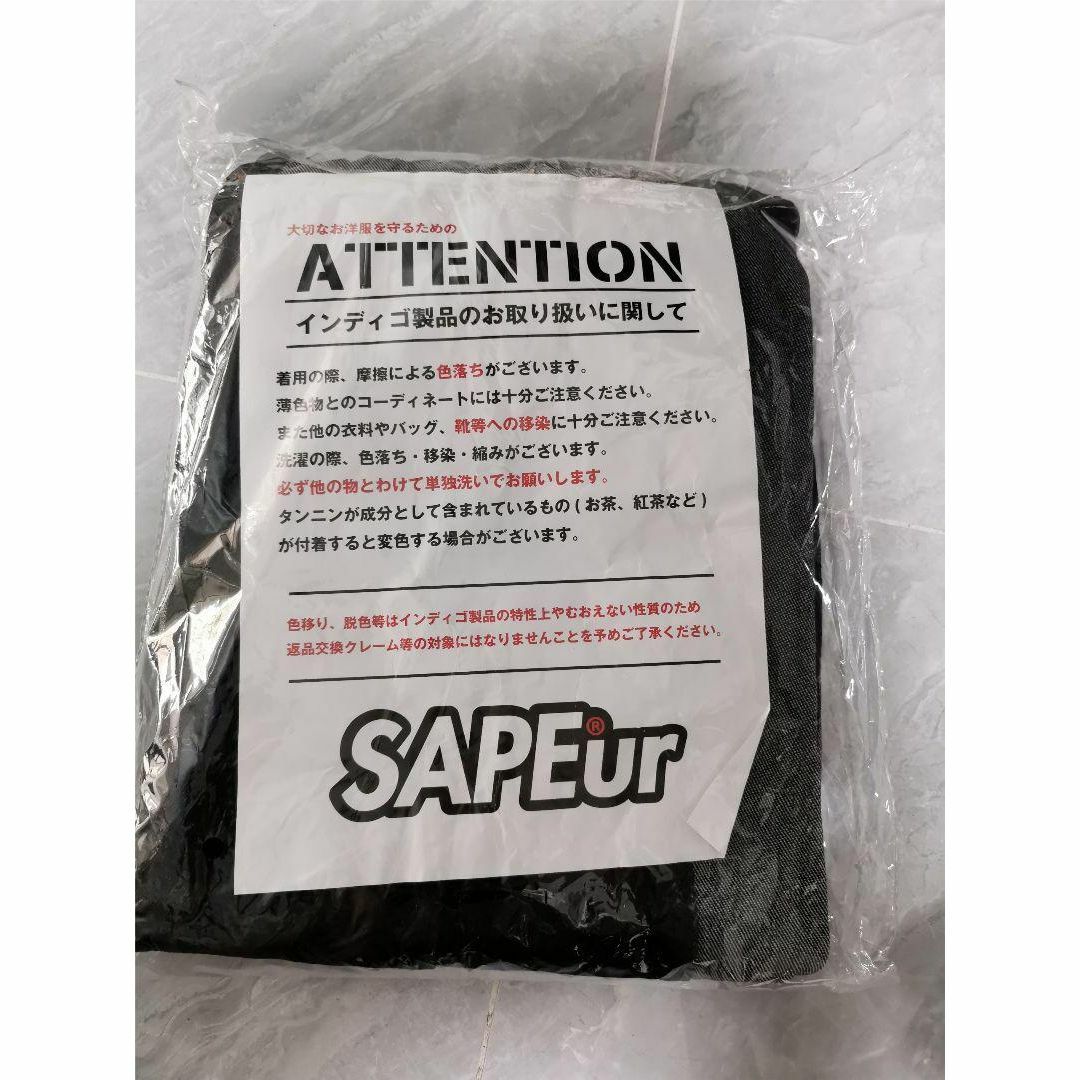 大切なお洋服を守るための
ATTENTION
インディゴ製品のお取り扱いに関して
着用の際、摩擦による色落ちがございます。
薄色物とのコーディネートには十分ご注意ください。
また他の衣料やバッグ、靴等への移染に十分ご注意ください。
洗濯の際、色落ち・移染・縮みがございます。
必ず他の物とわけて単独洗いでお願いします。
タンニンが成分として含まれているもの(お茶、紅茶など)
が付着すると変色する場合がございます。
色移り、脱色等はインディゴ製品の特性上やむおえない性質のため
返品交換クレーム等の対象にはなりませんことを予めご了承ください。
SAPEur®